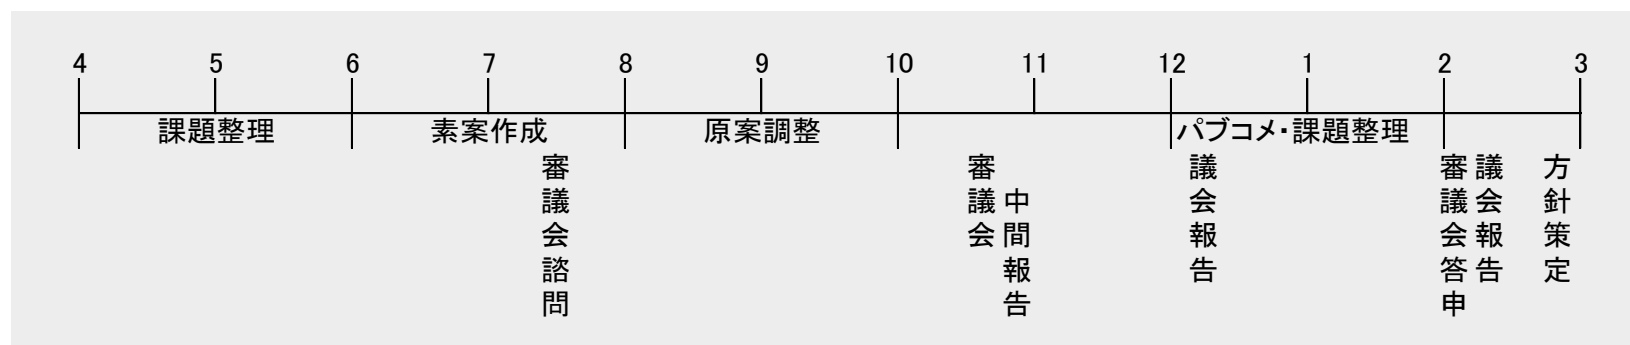 4 5 6 7 8 9 10 11 12 1 2 3
課題整理 素案作成 原案調整 パブコメ・課題整理
審議会諮問
審議会
中間報告
議会報告
審議会答申
議会報告
方針策定